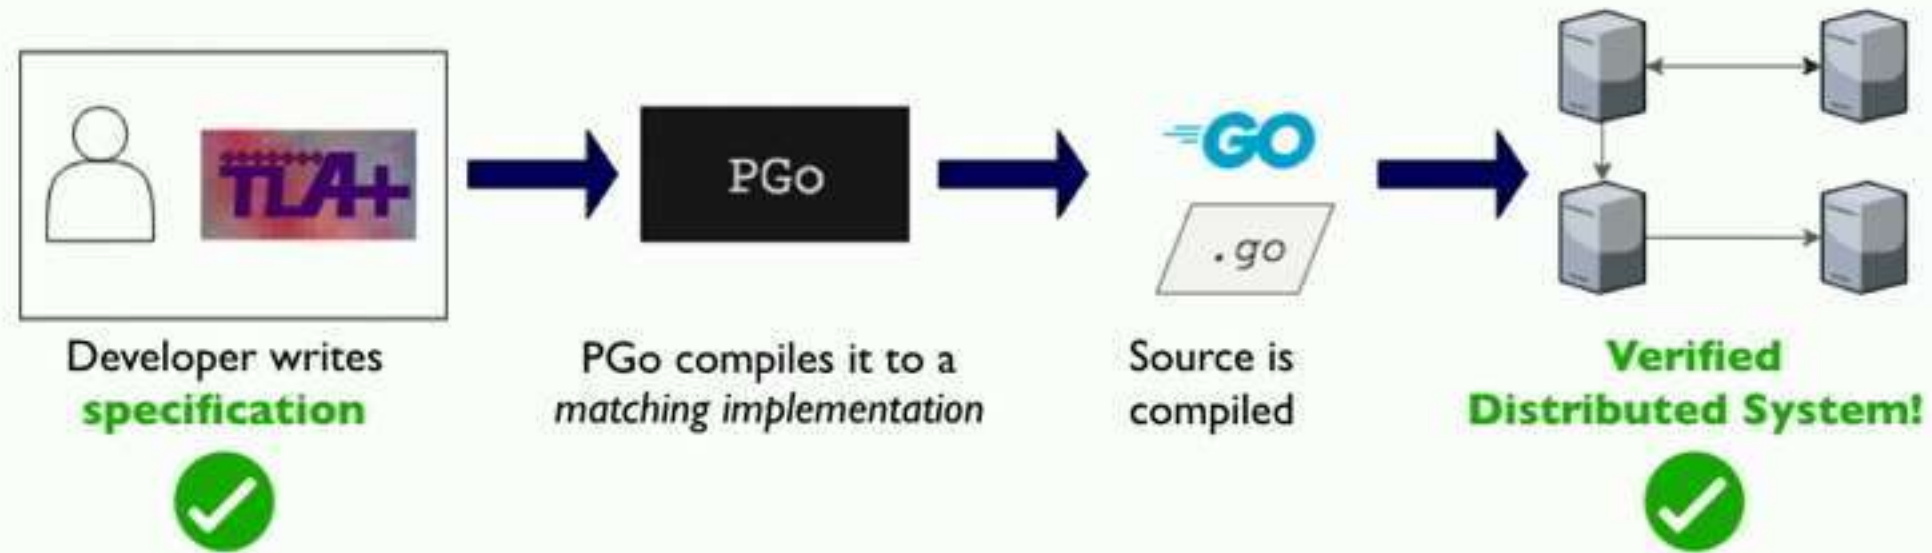 TLA+
PGo
GO
.go
Developer writes
specification
PGo compiles it to a
matching implementation
Source is
compiled
Verified
Distributed System!